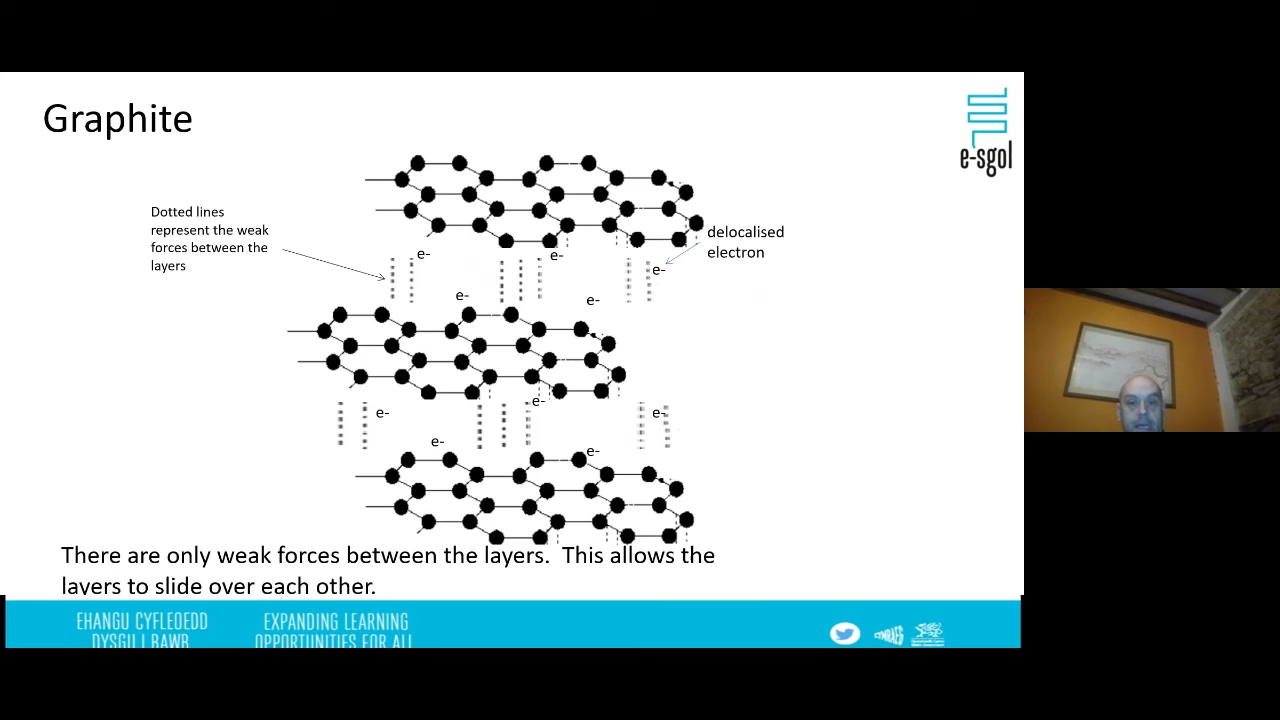 Graphite
e-sgol
Dotted lines
represent the weak
forces between the
layers
delocalised
electron
e-
e-
e-
e-
e-
e-
e-
e-
e-
e-
There are only weak forces between the layers. This allows the
layers to slide over each other.
EHANGU CYFLEOEDD
DYSGU I BAWB
EXPANDING LEARNING
OPPORTUNITIES FOR ALL